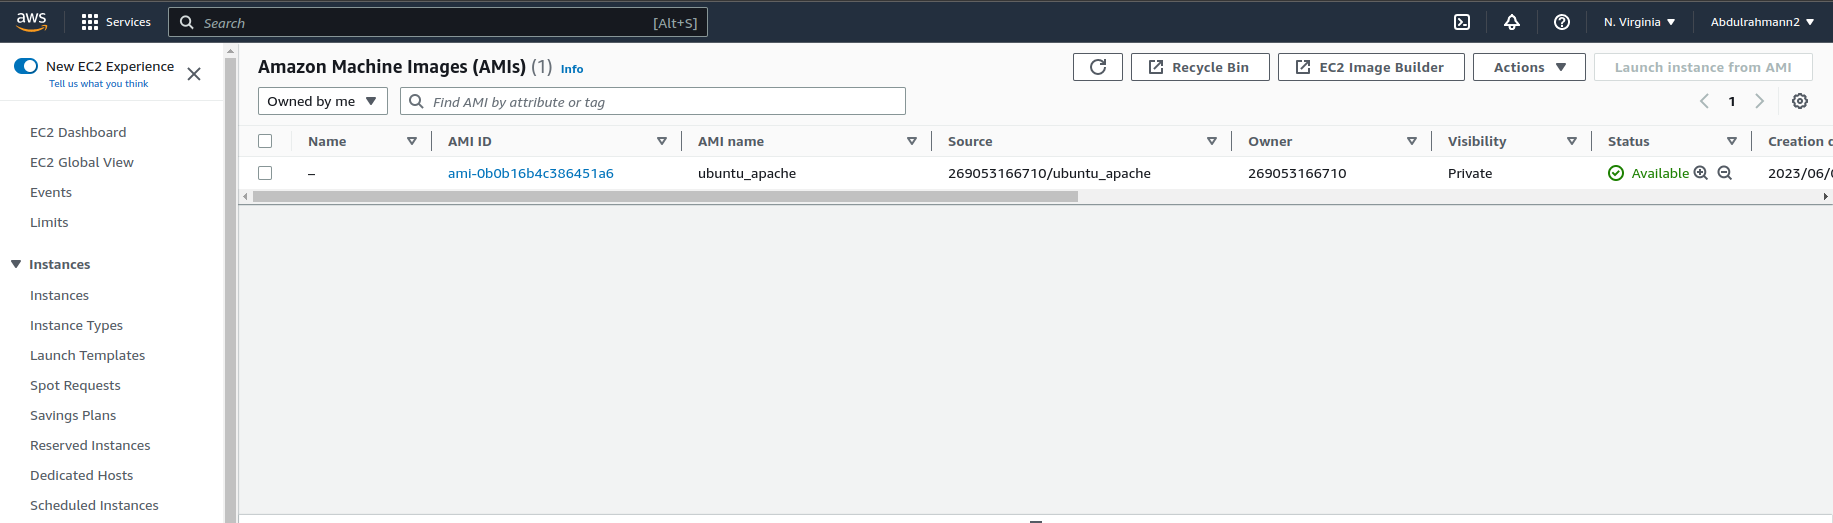 aws Services Search [Alt+S] N. Virginia Abdulrahmann2
New EC2 Experience
Tell us what you think
EC2 Dashboard
EC2 Global View
Events
Limits
Instances
Instances
Instance Types
Launch Templates
Spot Requests
Savings Plans
Reserved Instances
Dedicated Hosts
Scheduled Instances
Amazon Machine Images (AMIs) (1) Info
Recycle Bin EC2 Image Builder Actions Launch instance from AMI
Owned by me Find AMI by attribute or tag 1
Name AMI ID AMI name Source Owner Visibility Status Creation
– ami-0b0b16b4c386451a6 ubuntu_apache 269053166710/ubuntu_apache 269053166710 Private Available 2023/06/